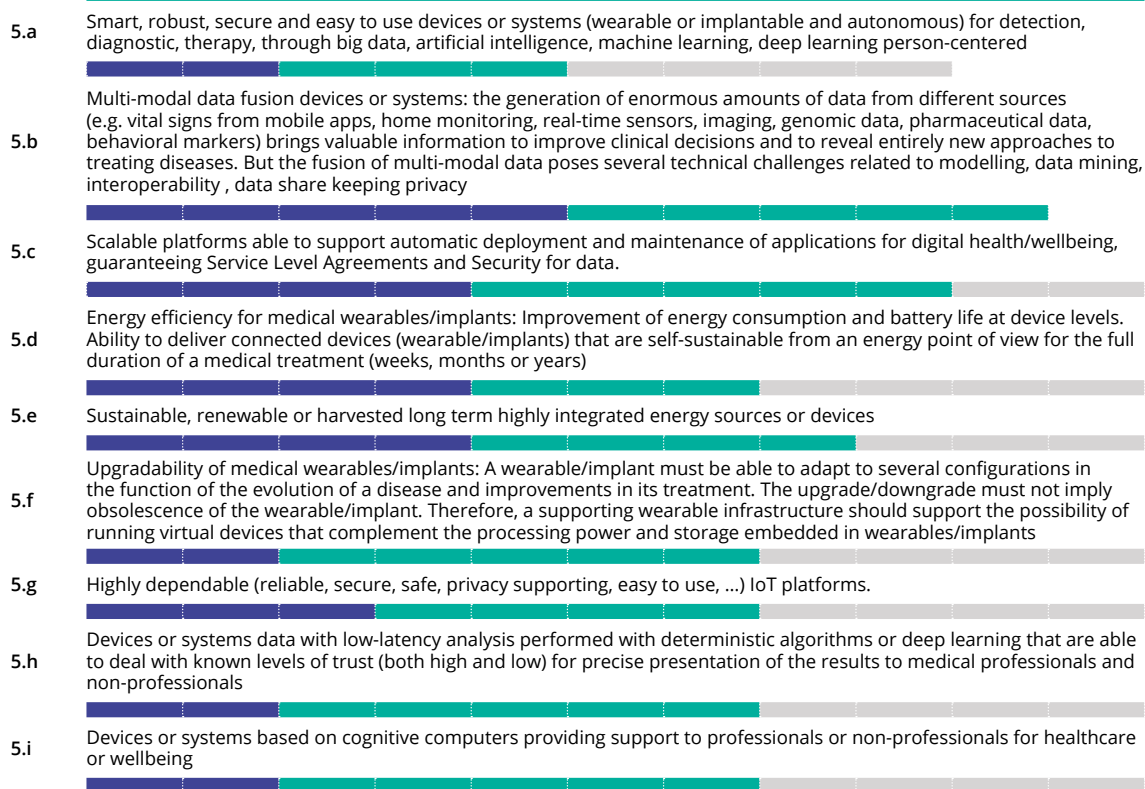 5.a
Smart, robust, secure and easy to use devices or systems (wearable or implantable and autonomous) for detection,
diagnostic, therapy, through big data, artificial intelligence, machine learning, deep learning person-centered
5.b
Multi-modal data fusion devices or systems: the generation of enormous amounts of data from different sources
(e.g. vital signs from mobile apps, home monitoring, real-time sensors, imaging, genomic data, pharmaceutical data,
behavioral markers) brings valuable information to improve clinical decisions and to reveal entirely new approaches to
treating diseases. But the fusion of multi-modal data poses several technical challenges related to modelling, data mining,
interoperability , data share keeping privacy
5.c
Scalable platforms able to support automatic deployment and maintenance of applications for digital health/wellbeing,
guaranteeing Service Level Agreements and Security for data.
5.d
Energy efficiency for medical wearables/implants: Improvement of energy consumption and battery life at device levels.
Ability to deliver connected devices (wearable/implants) that are self-sustainable from an energy point of view for the full
duration of a medical treatment (weeks, months or years)
5.e
Sustainable, renewable or harvested long term highly integrated energy sources or devices
5.f
Upgradability of medical wearables/implants: A wearable/implant must be able to adapt to several configurations in
the function of the evolution of a disease and improvements in its treatment. The upgrade/downgrade must not imply
obsolescence of the wearable/implant. Therefore, a supporting wearable infrastructure should support the possibility of
running virtual devices that complement the processing power and storage embedded in wearables/implants
5.g
Highly dependable (reliable, secure, safe, privacy supporting, easy to use, ...) IoT platforms.
5.h
Devices or systems data with low-latency analysis performed with deterministic algorithms or deep learning that are able
to deal with known levels of trust (both high and low) for precise presentation of the results to medical professionals and
non-professionals
5.i
Devices or systems based on cognitive computers providing support to professionals or non-professionals for healthcare
or wellbeing